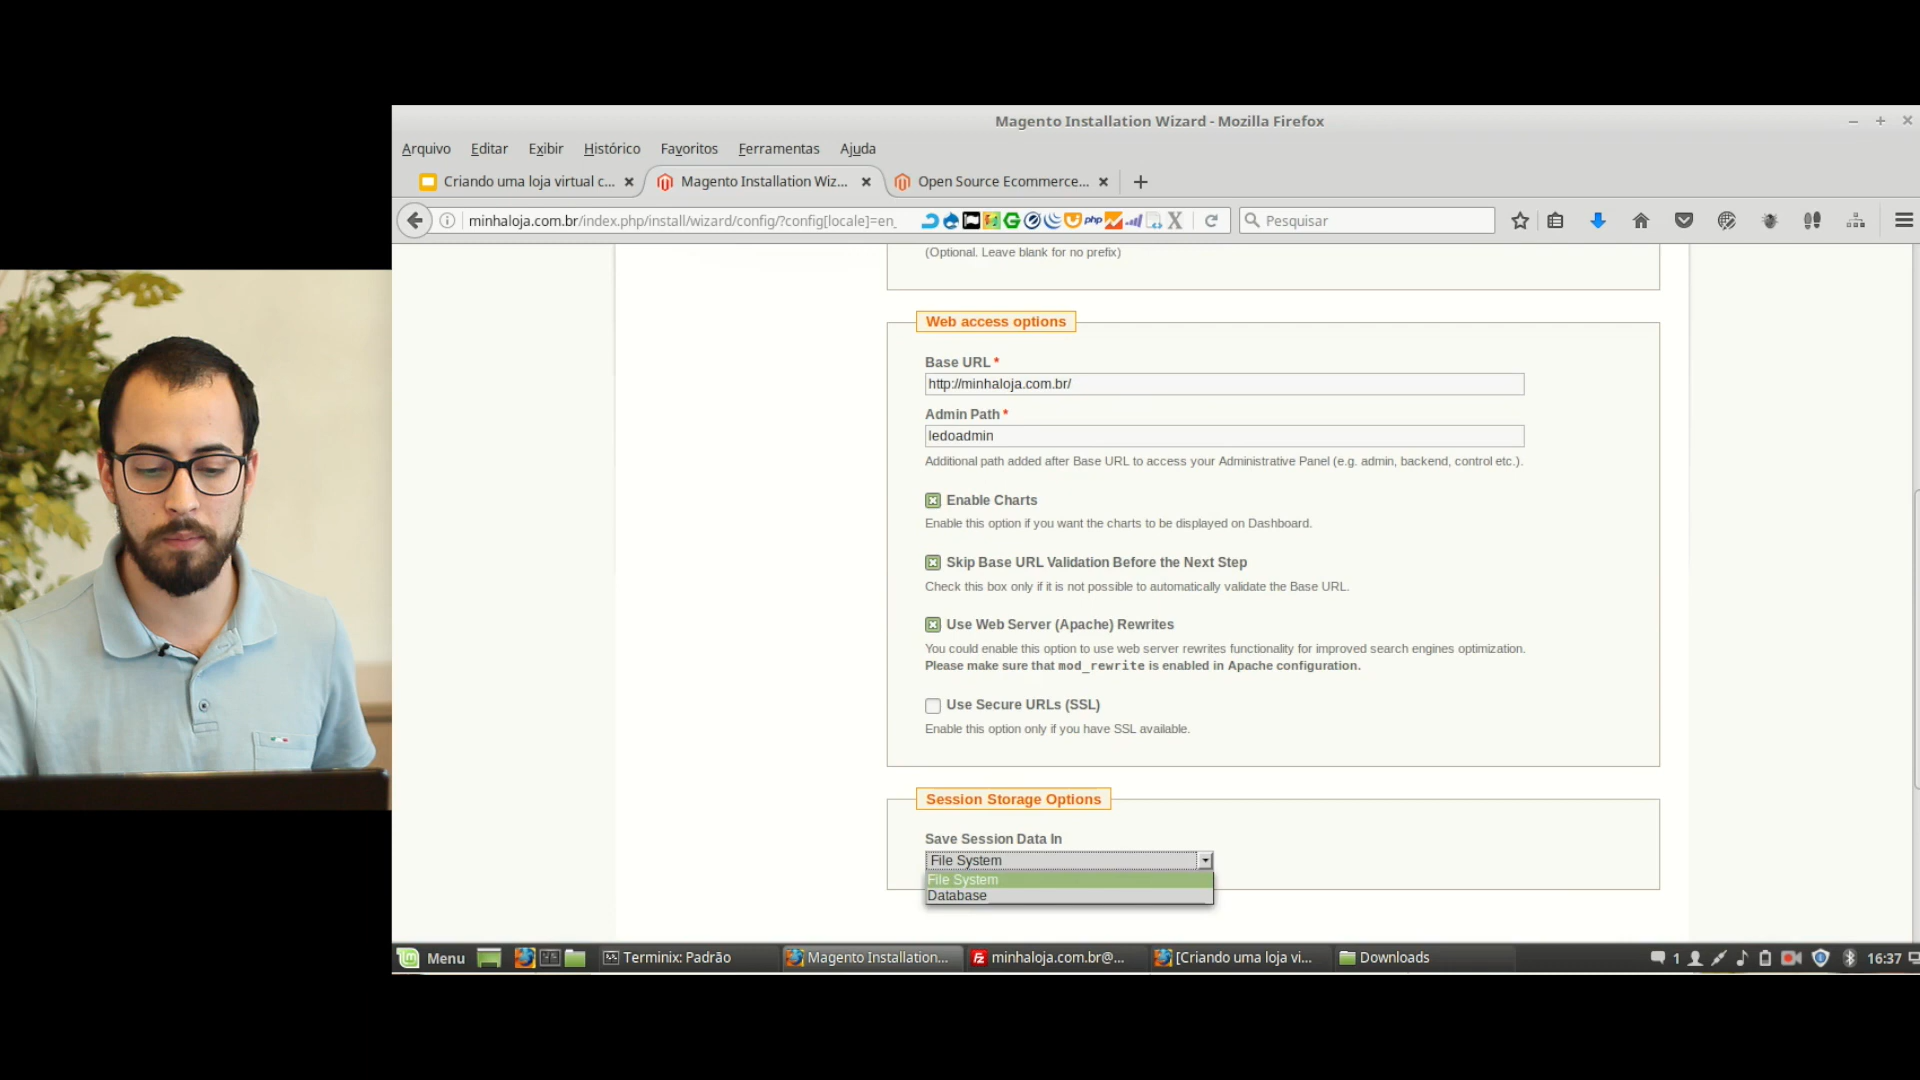 Magento Installation Wizard - Mozilla Firefox
Arquivo Editar Exibir Histórico Favoritos Ferramentas Ajuda
Criando uma loja virtual c... Magento Installation Wiz... Open Source Ecommerce...
minhaloja.com.br/index.php/install/wizard/config/?config[locale]=en_ php Pesquisar
(Optional. Leave blank for no prefix)
Web access options
Base URL *
http://minhaloja.com.br/
Admin Path *
ledoadmin
Additional path added after Base URL to access your Administrative Panel (e.g. admin, backend, control etc.).
Enable Charts
Enable this option if you want the charts to be displayed on Dashboard.
Skip Base URL Validation Before the Next Step
Check this box only if it is not possible to automatically validate the Base URL.
Use Web Server (Apache) Rewrites
You could enable this option to use web server rewrites functionality for improved search engines optimization.
Please make sure that mod_rewrite is enabled in Apache configuration.
Use Secure URLs (SSL)
Enable this option only if you have SSL available.
Session Storage Options
Save Session Data In
File System
File System
Database
Menu Terminix: Padrão Magento Installation... minhaloja.com.br@... [Criando uma loja vi... Downloads 1 16:37